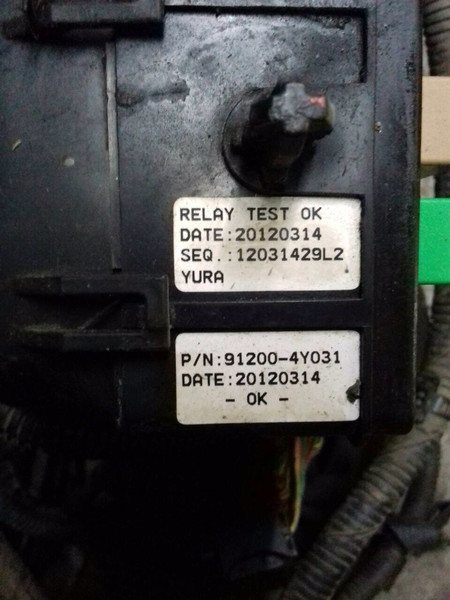 RELAY TEST OK
DATE:20120314
SEQ.:12031429L2
YURA
P/N:91200-4Y031
DATE:20120314
- OK -